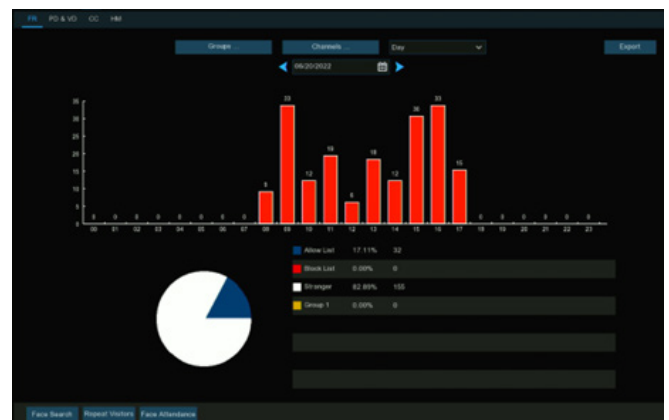 FR PD & VD CC HM
Groups ... Channels ... Day Export
06/20/2022
35
33 33
30
30
25
20
19 18
15
15
12 12
10
9
6
5
0
0 0 0 0 0 0 0 0 0 0 0 0 0 0
00 01 02 03 04 05 06 07 08 09 10 11 12 13 14 15 16 17 18 19 20 21 22 23
Allow List 17.11% 32
Block List 0.00% 0
Stranger 82.89% 155
Group 1 0.00% 0
Face Search Repeat Visitors Face Attendance